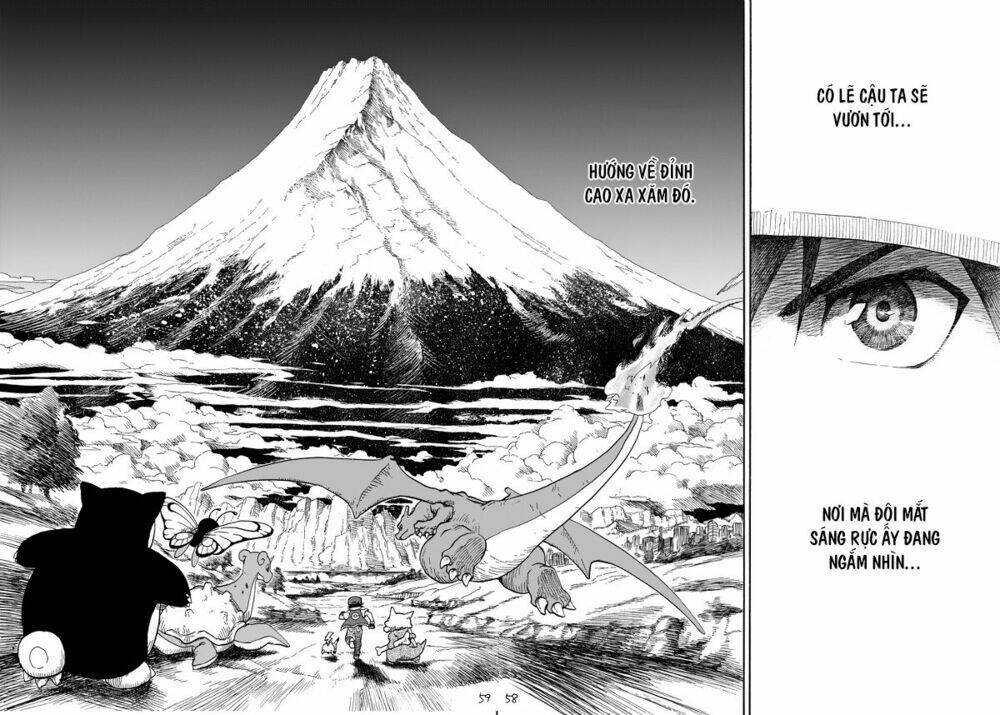 CÓ LẼ CẬU TA SẼ
VƯƠN TỚI...
NƠI MÀ ĐÔI MẮT
SÁNG RỰC ẤY ĐANG
NGẮM NHÌN...
HƯỚNG VỀ ĐỈNH
CAO XA XĂM ĐÓ.
59 58